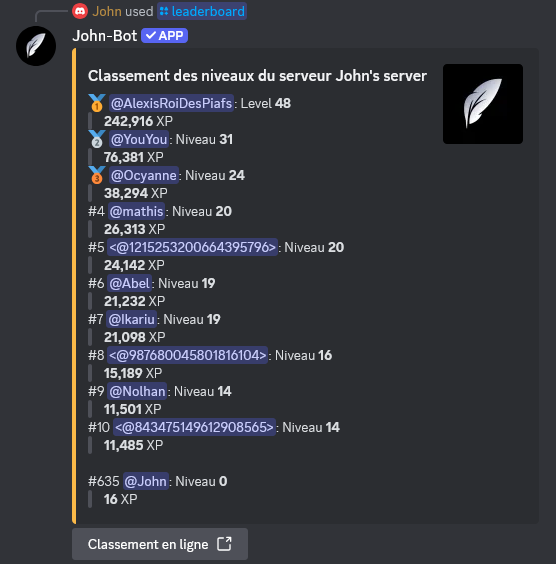 John used leaderboard
John-Bot ✓ APP
Classement des niveaux du serveur John's server
1 @AlexisRoiDesPiafs: Level 48
242,916 XP
2 @YouYou: Niveau 31
76,381 XP
3 @Ocyanne: Niveau 24
38,294 XP
#4 @mathis: Niveau 20
26,313 XP
#5 <@1215253200664395796>: Niveau 20
24,142 XP
#6 @Abel: Niveau 19
21,232 XP
#7 @Ikariu: Niveau 19
21,098 XP
#8 <@987680045801816104>: Niveau 16
15,189 XP
#9 @Nolhan: Niveau 14
11,501 XP
#10 <@843475149612908565>: Niveau 14
11,485 XP
#635 @John: Niveau 0
16 XP
Classement en ligne